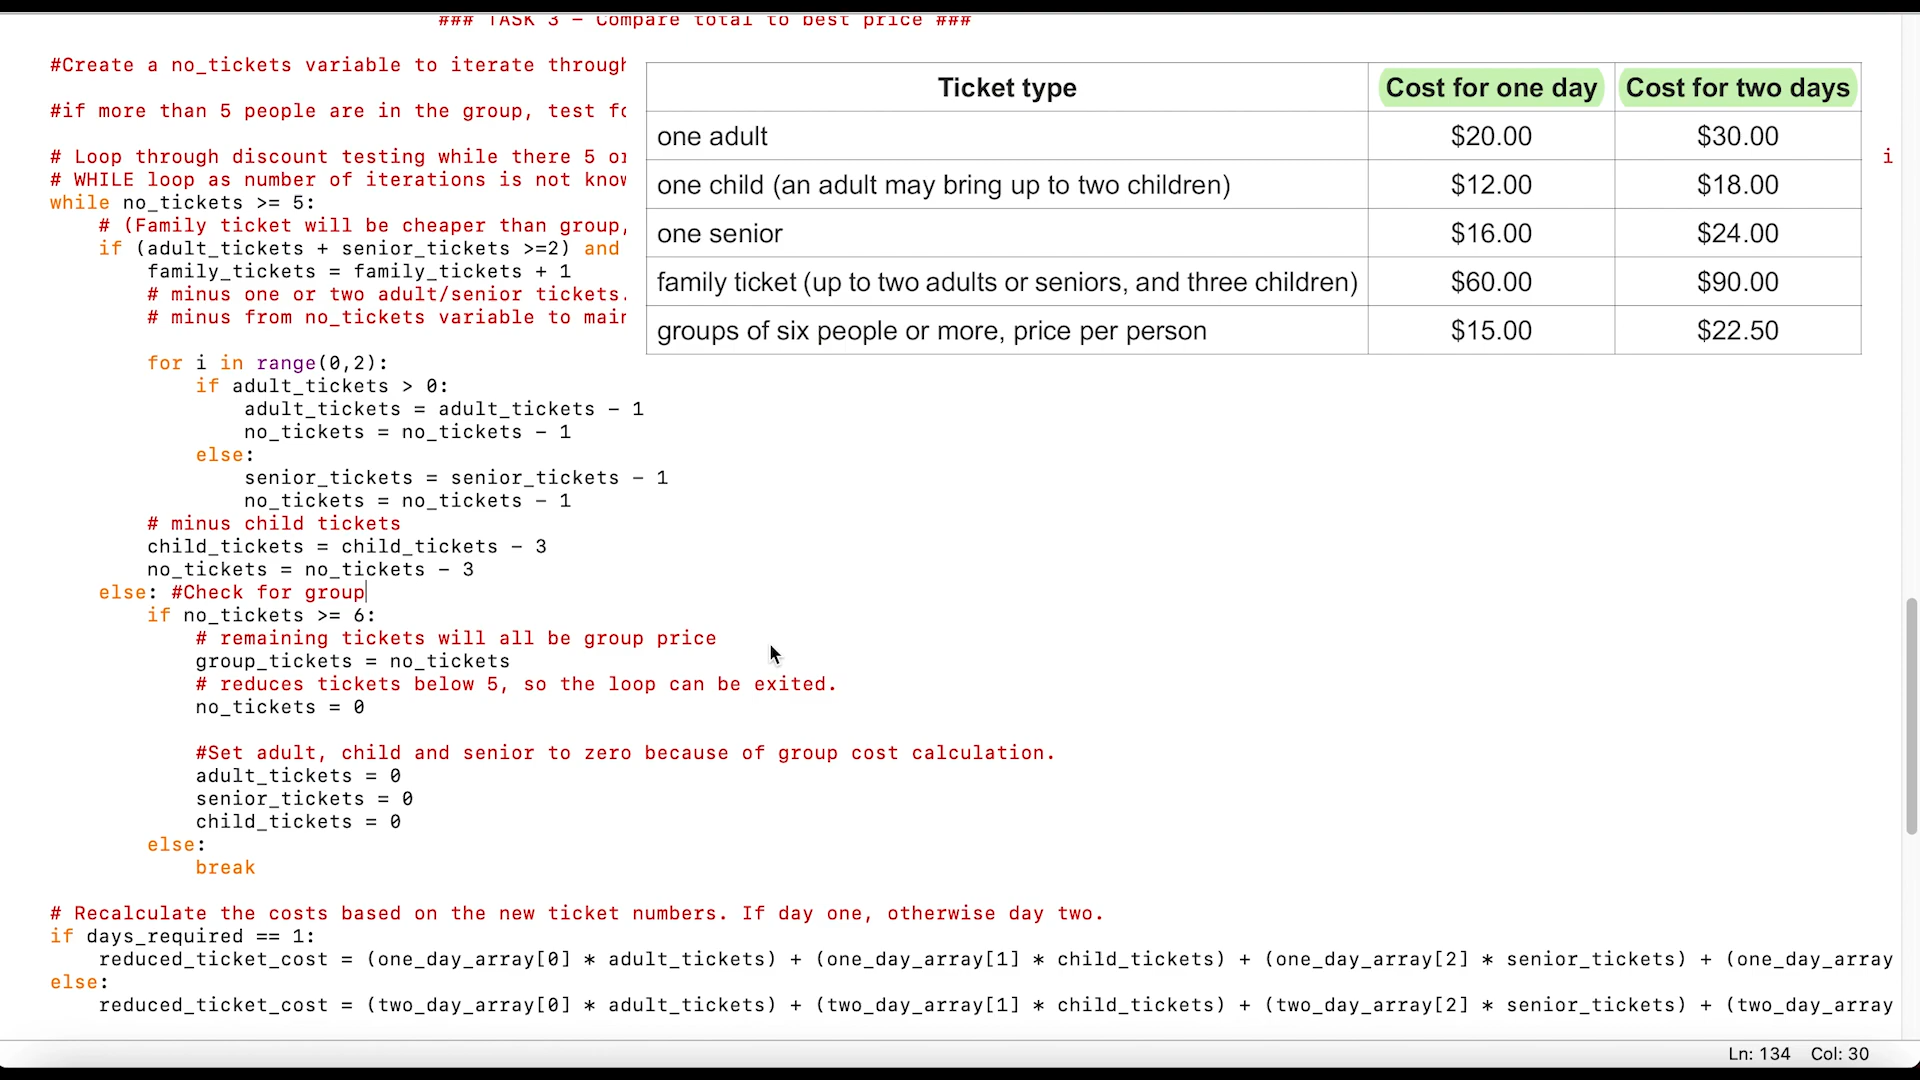 ### TASK 3 - Compare total to best price ###
#Create a no_tickets variable to iterate through
#if more than 5 people are in the group, test fo
# Loop through discount testing while there 5 or
i
# WHILE loop as number of iterations is not know
while no_tickets >= 5:
# (Family ticket will be cheaper than group,
if (adult_tickets + senior_tickets >=2) and
family_tickets = family_tickets + 1
# minus one or two adult/senior tickets.
# minus from no_tickets variable to main
for i in range(0,2):
if adult_tickets > 0:
adult_tickets = adult_tickets - 1
no_tickets = no_tickets - 1
else:
senior_tickets = senior_tickets - 1
no_tickets = no_tickets - 1
# minus child tickets
child_tickets = child_tickets - 3
no_tickets = no_tickets - 3
else: #Check for group
if no_tickets >= 6:
# remaining tickets will all be group price
group_tickets = no_tickets
# reduces tickets below 5, so the loop can be exited.
no_tickets = 0
#Set adult, child and senior to zero because of group cost calculation.
adult_tickets = 0
senior_tickets = 0
child_tickets = 0
else:
break
# Recalculate the costs based on the new ticket numbers. If day one, otherwise day two.
if days_required == 1:
reduced_ticket_cost = (one_day_array[0] * adult_tickets) + (one_day_array[1] * child_tickets) + (one_day_array[2] * senior_tickets) + (one_day_array
else:
reduced_ticket_cost = (two_day_array[0] * adult_tickets) + (two_day_array[1] * child_tickets) + (two_day_array[2] * senior_tickets) + (two_day_array
Ticket type Cost for one day Cost for two days
one adult $20.00 $30.00
one child (an adult may bring up to two children) $12.00 $18.00
one senior $16.00 $24.00
family ticket (up to two adults or seniors, and three children) $60.00 $90.00
groups of six people or more, price per person $15.00 $22.50
Ln: 134 Col: 30